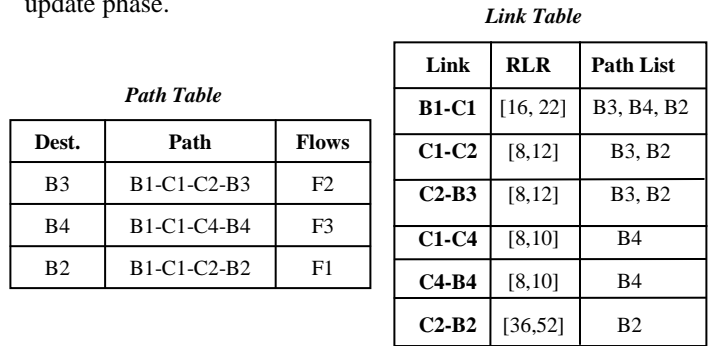 update phase.
Path Table
Dest. Path Flows
B3 B1-C1-C2-B3 F2
B4 B1-C1-C4-B4 F3
B2 B1-C1-C2-B2 F1
Link Table
Link RLR Path List
B1-C1 [16, 22] B3, B4, B2
C1-C2 [8,12] B3, B2
C2-B3 [8,12] B3, B2
C1-C4 [8,10] B4
C4-B4 [8,10] B4
C2-B2 [36,52] B2